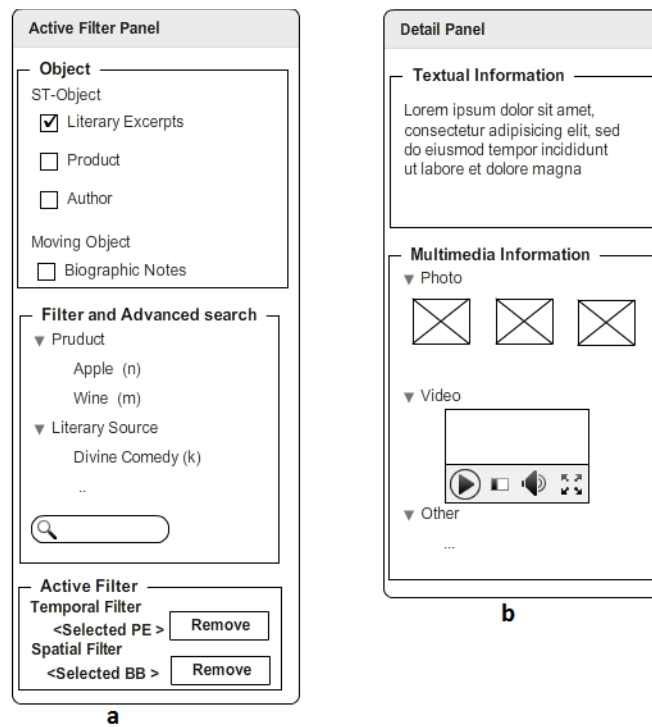 Active Filter Panel
Object
ST-Object
Literary Excerpts
Product
Author
Moving Object
Biographic Notes
Filter and Advanced search
Pruduct
Apple (n)
Wine (m)
Literary Source
Divine Comedy (k)
..
Active Filter
Temporal Filter
<Selected PE > Remove
Spatial Filter
<Selected BB > Remove
a
Detail Panel
Textual Information
Lorem ipsum dolor sit amet,
consectetur adipisicing elit, sed
do eiusmod tempor incididunt
ut labore et dolore magna
Multimedia Information
Photo
Video
Other
...
b